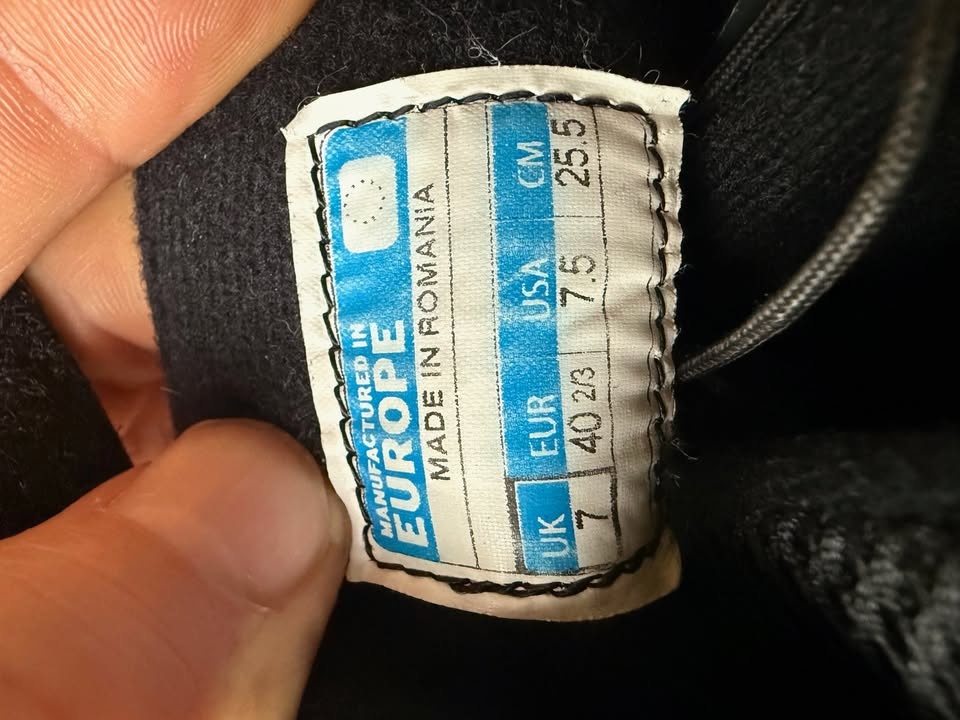 MANUFACTURED IN
EUROPE
MADE IN ROMANIA
UK EUR USA CM
7 40 2/3 7.5 25.5